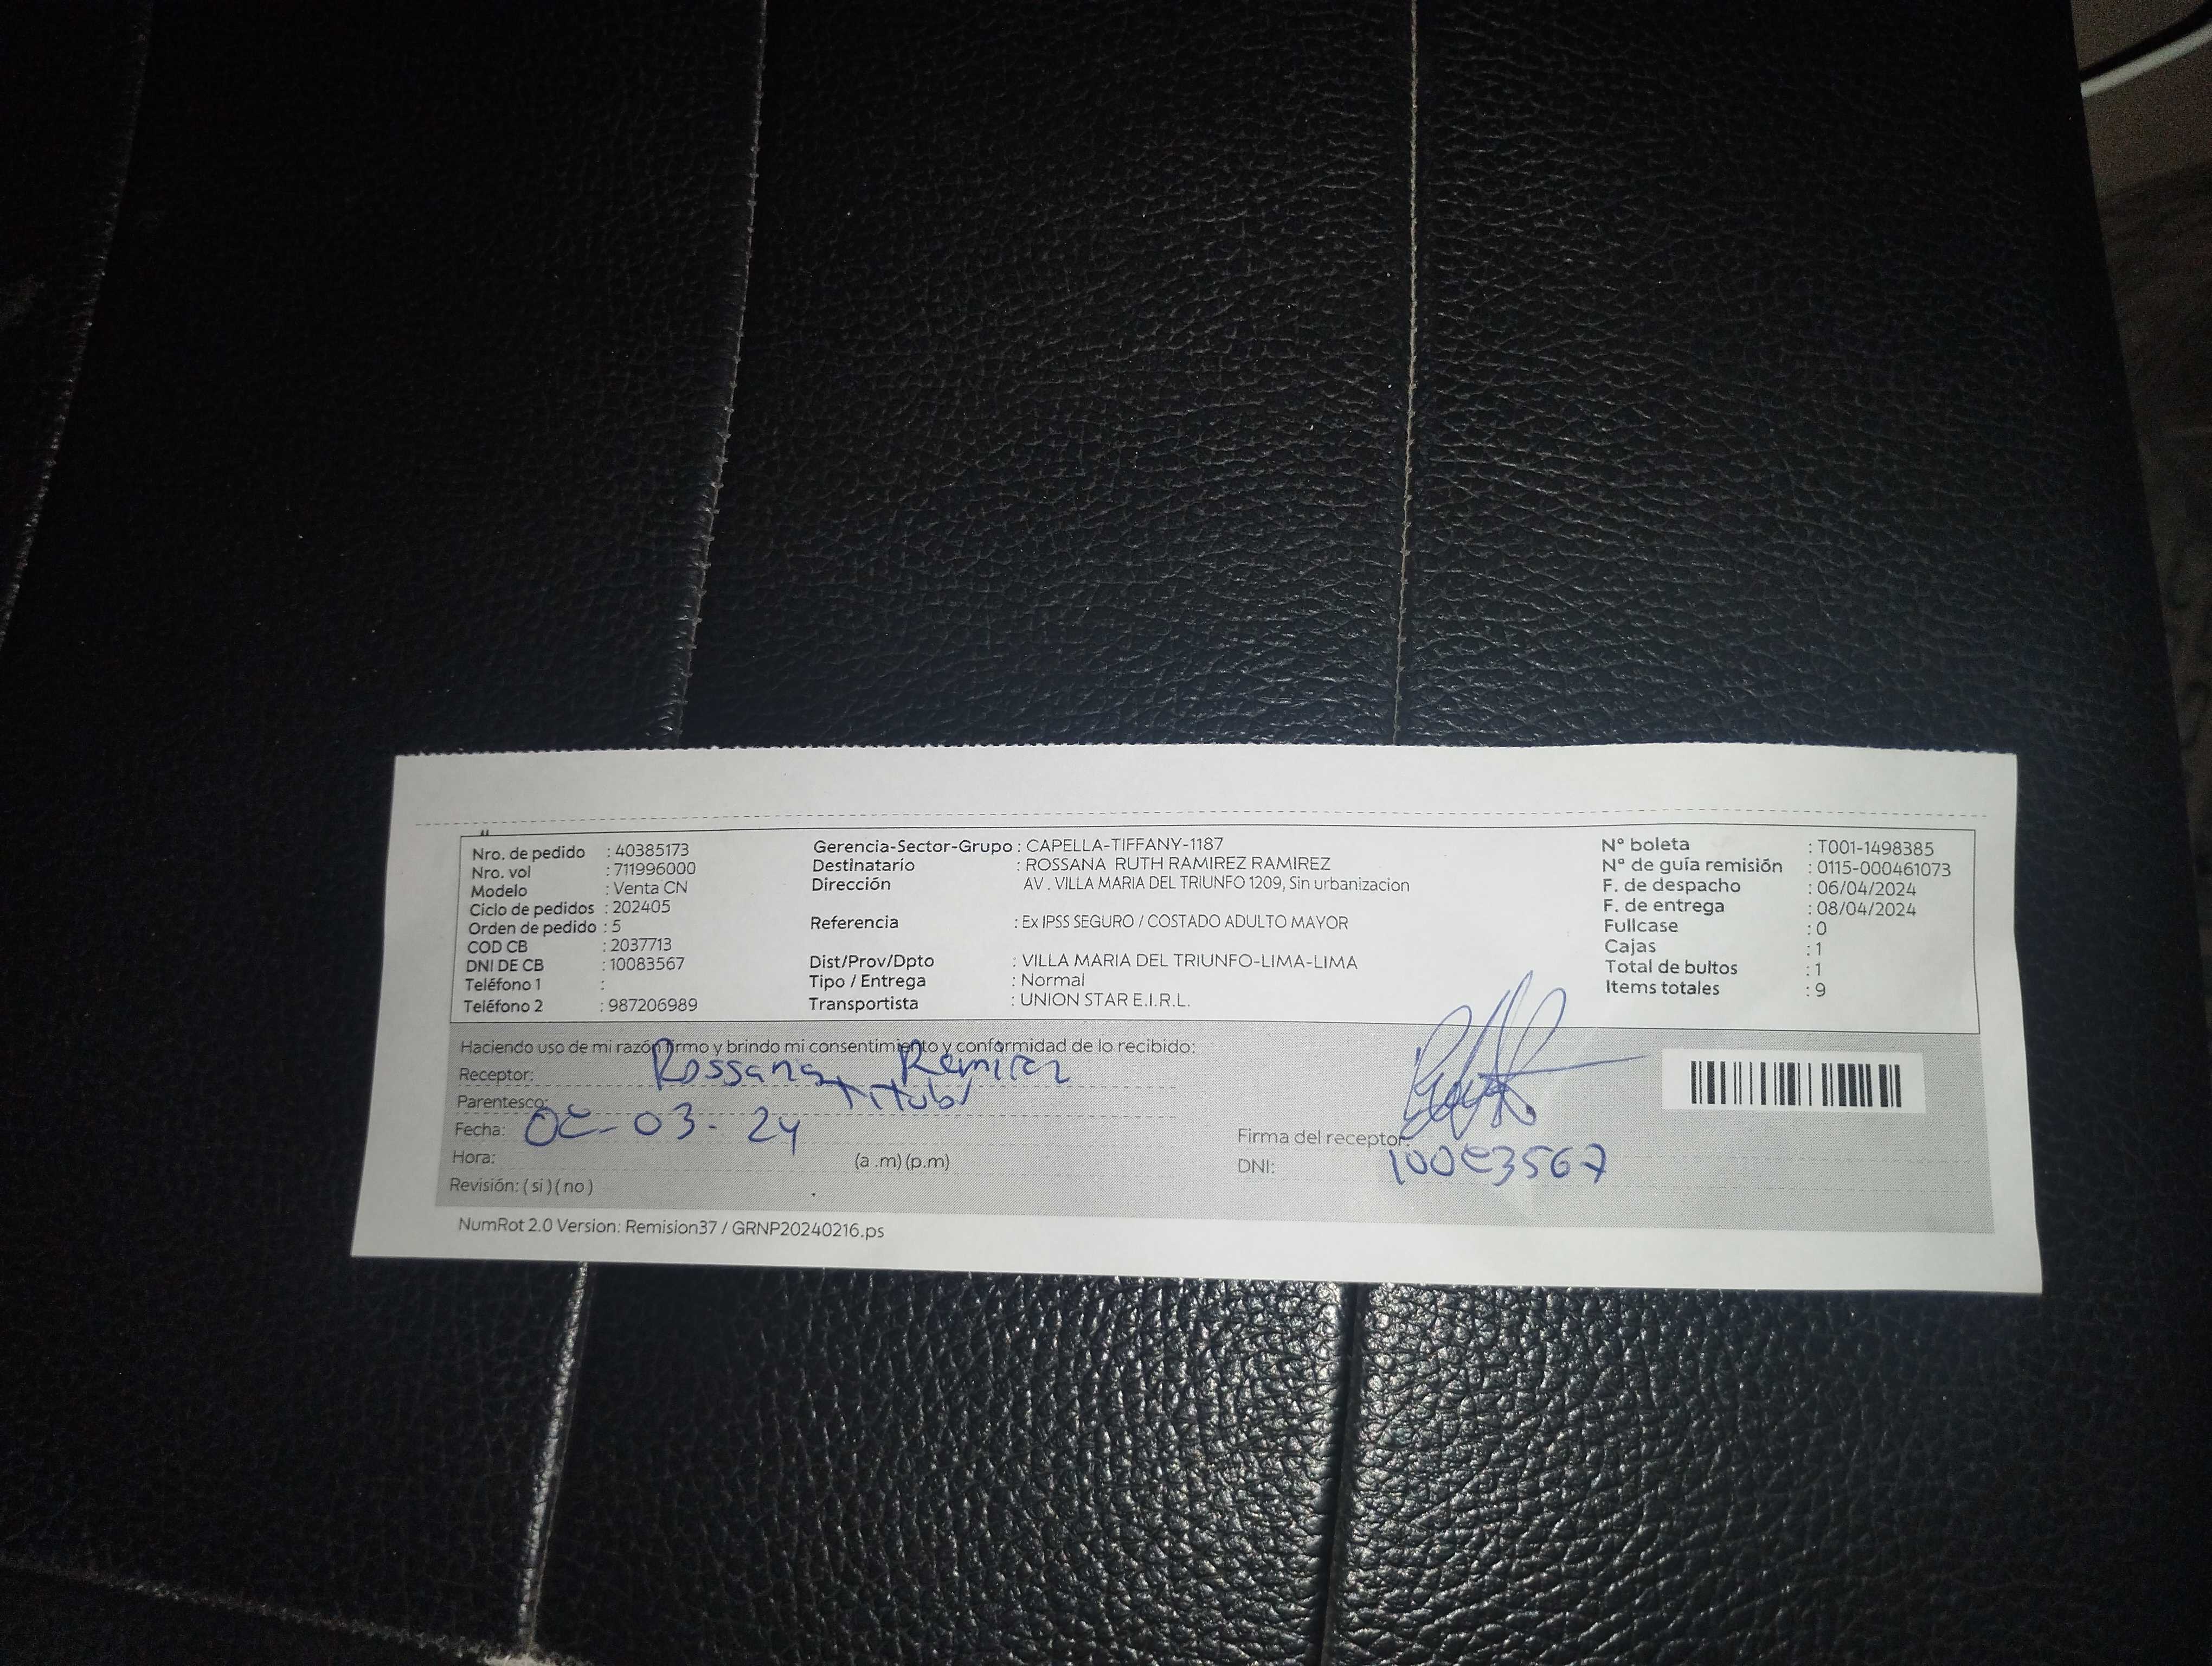 Nro. de pedido : 40385173
Nro. vol : 711996000
Modelo : Venta CN
Ciclo de pedidos : 202405
Orden de pedido : 5
COD CB : 2037713
DNI DE CB : 10083567
Teléfono 1 :
Teléfono 2 : 987206989
Gerencia-Sector-Grupo : CAPELLA-TIFFANY-1187
Destinatario : ROSSANA RUTH RAMIREZ RAMIREZ
Dirección AV . VILLA MARIA DEL TRIUNFO 1209, Sin urbanizacion
Referencia : Ex IPSS SEGURO / COSTADO ADULTO MAYOR
Dist/Prov/Dpto : VILLA MARIA DEL TRIUNFO-LIMA-LIMA
Tipo / Entrega : Normal
Transportista : UNION STAR E.I.R.L.
N° boleta : T001-1498385
N° de guía remisión : 0115-000461073
F. de despacho : 06/04/2024
F. de entrega : 08/04/2024
Fullcase : 0
Cajas : 1
Total de bultos : 1
Items totales : 9
Haciendo uso de mi razón firmo y brindo mi consentimiento y conformidad de lo recibido:
Receptor: Rossana
Parentesco:
Fecha: 08-03-24
Hora: (a .m) (p.m)
Revisión: ( si ) ( no )
Firma del receptor:
DNI: 10083567
NumRot 2.0 Version: Remision37 / GRNP20240216.ps